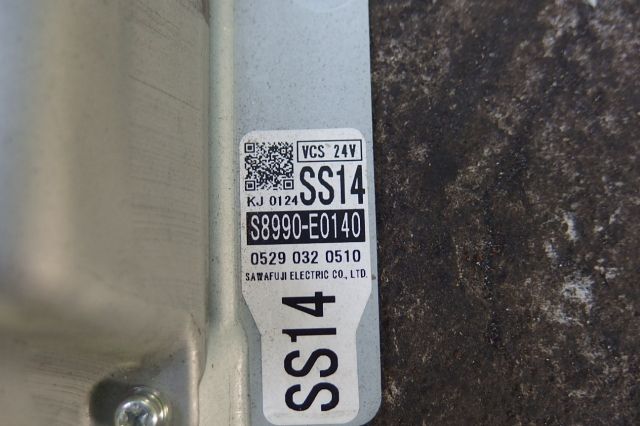 VCS 24V
KJ 0124 SS14
S8990-E0140
0529 032 0510
SAWAFUJI ELECTRIC CO., LTD.
SS14